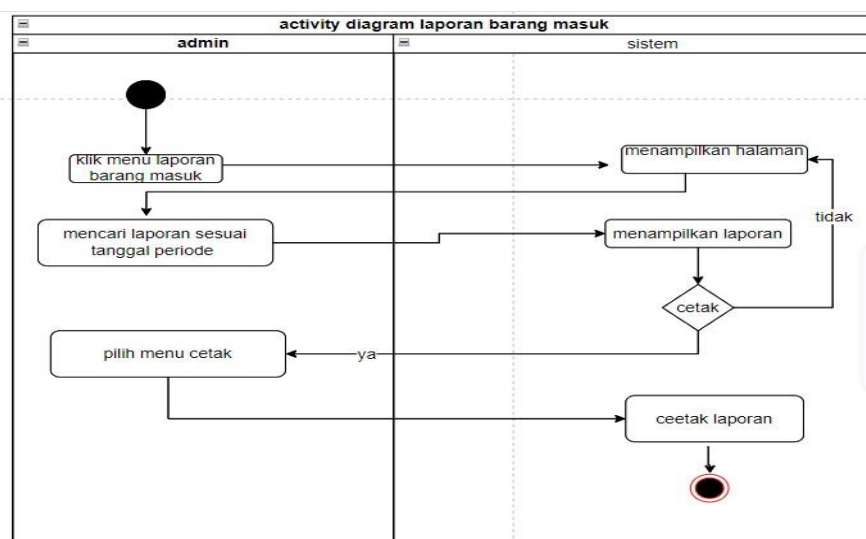 activity diagram laporan barang masuk
admin
sistem
klik menu laporan
barang masuk
menampilkan halaman
mencari laporan sesuai
tanggal periode
menampilkan laporan
tidak
cetak
pilih menu cetak
ya
ceetak laporan